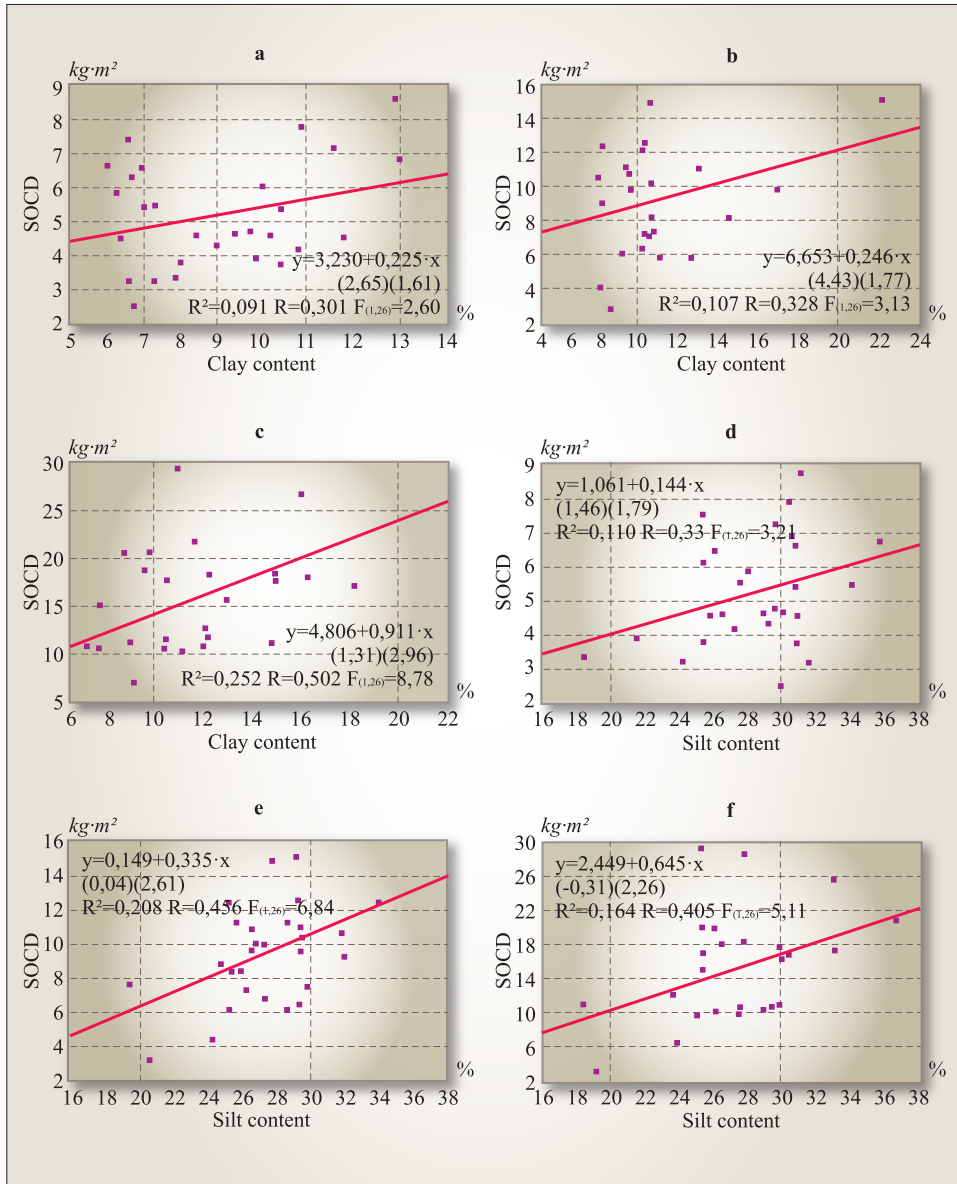 a
kg·m²
9
8
7
6
5
4
3
2
SOCD
y=3,230+0,225·x
(2,65)(1,61)
R²=0,091 R=0,301 F(1,26)=2,60
%
5 6 7 8 9 10 11 12 13 14
Clay content
b
kg·m²
16
14
12
10
8
6
4
2
SOCD
y=6,653+0,246·x
(4,43)(1,77)
R²=0,107 R=0,328 F(1,26)=3,13
%
4 6 8 10 12 14 16 20 22 24
Clay content
c
kg·m²
30
25
20
15
10
5
SOCD
y=4,806+0,911·x
(1,31)(2,96)
R²=0,252 R=0,502 F(1,26)=8,78
%
6 8 10 12 14 16 20 22
Clay content
d
kg·m²
9
8
7
6
5
4
3
2
SOCD
y=1,061+0,144·x
(1,46)(1,79)
R²=0,110 R=0,33 F(1,26)=3,21
%
16 18 20 22 24 26 28 30 32 34 36 38
Silt content
e
kg·m²
16
14
12
10
8
6
4
2
SOCD
y=0,149+0,335·x
(0,04)(2,61)
R²=0,208 R=0,456 F(1,26)=6,84
%
16 18 20 22 24 26 28 30 32 34 36 38
Silt content
f
kg·m²
30
26
22
18
14
10
6
2
SOCD
y=2,449+0,645·x
(-0,31)(2,26)
R²=0,164 R=0,405 F(1,26)=5,11
%
16 18 20 22 24 26 28 30 32 34 36 38
Silt content